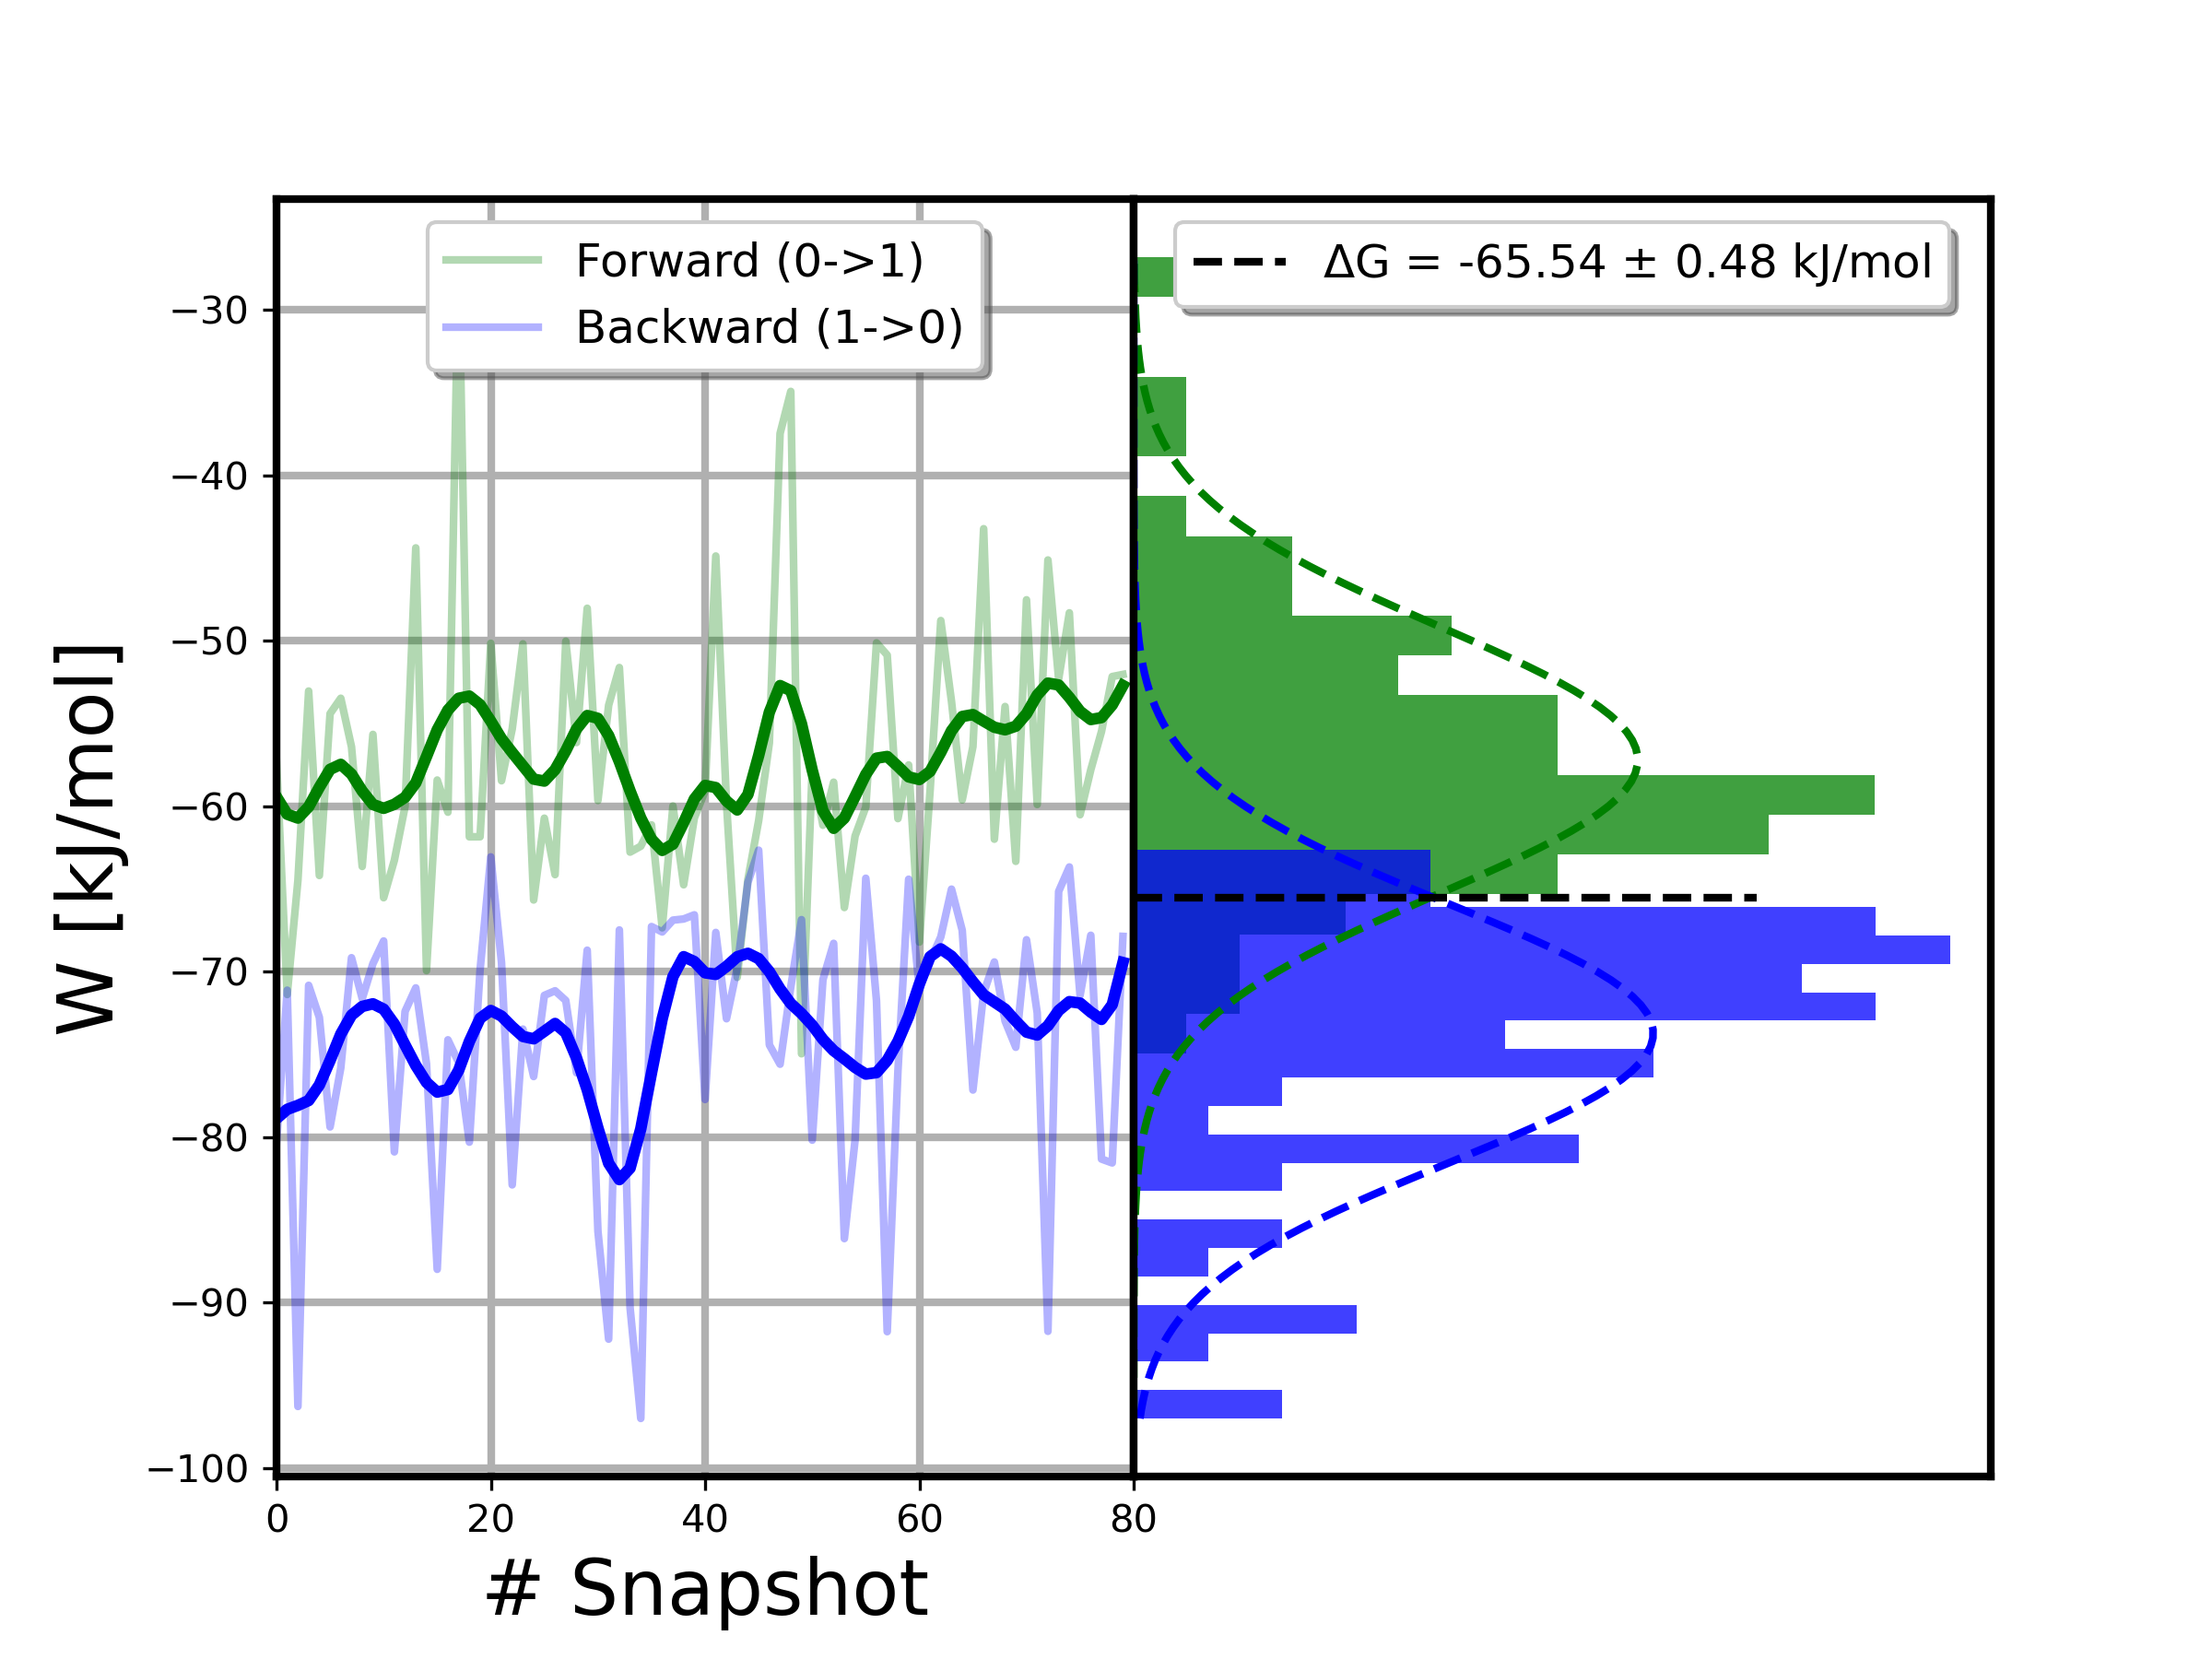 Forward (0->1)
Backward (1->0)
ΔG = -65.54 ± 0.48 kJ/mol
W [kJ/mol]
−30
−40
−50
−60
−70
−80
−90
−100
0 20 40 60 80
# Snapshot